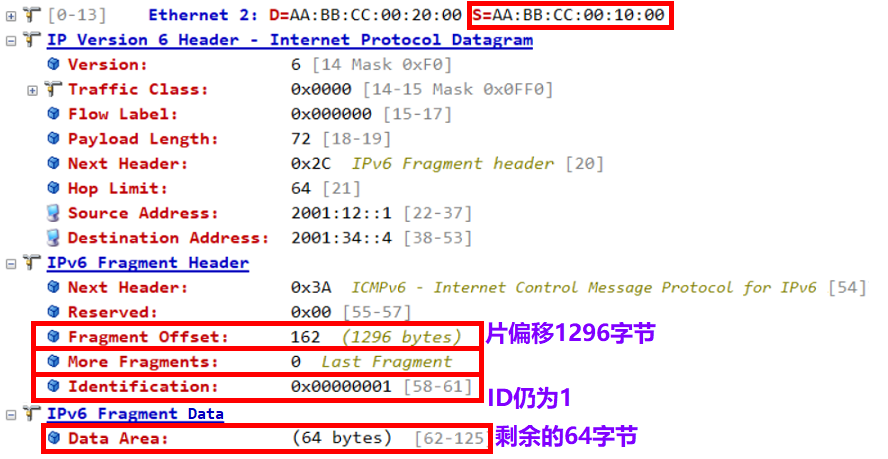 [0-13] Ethernet 2: D=AA:BB:CC:00:20:00 S=AA:BB:CC:00:10:00
IP Version 6 Header - Internet Protocol Datagram
Version: 6 [14 Mask 0xF0]
Traffic Class: 0x0000 [14-15 Mask 0x0FF0]
Flow Label: 0x000000 [15-17]
Payload Length: 72 [18-19]
Next Header: 0x2C IPv6 Fragment header [20]
Hop Limit: 64 [21]
Source Address: 2001:12::1 [22-37]
Destination Address: 2001:34::4 [38-53]
IPv6 Fragment Header
Next Header: 0x3A ICMPv6 - Internet Control Message Protocol for IPv6 [54]
Reserved: 0x00 [55-57]
Fragment Offset: 162 (1296 bytes) 片偏移1296字节
More Fragments: 0 Last Fragment
Identification: 0x00000001 [58-61] ID仍为1
IPv6 Fragment Data
Data Area: (64 bytes) [62-125 剩余的64字节